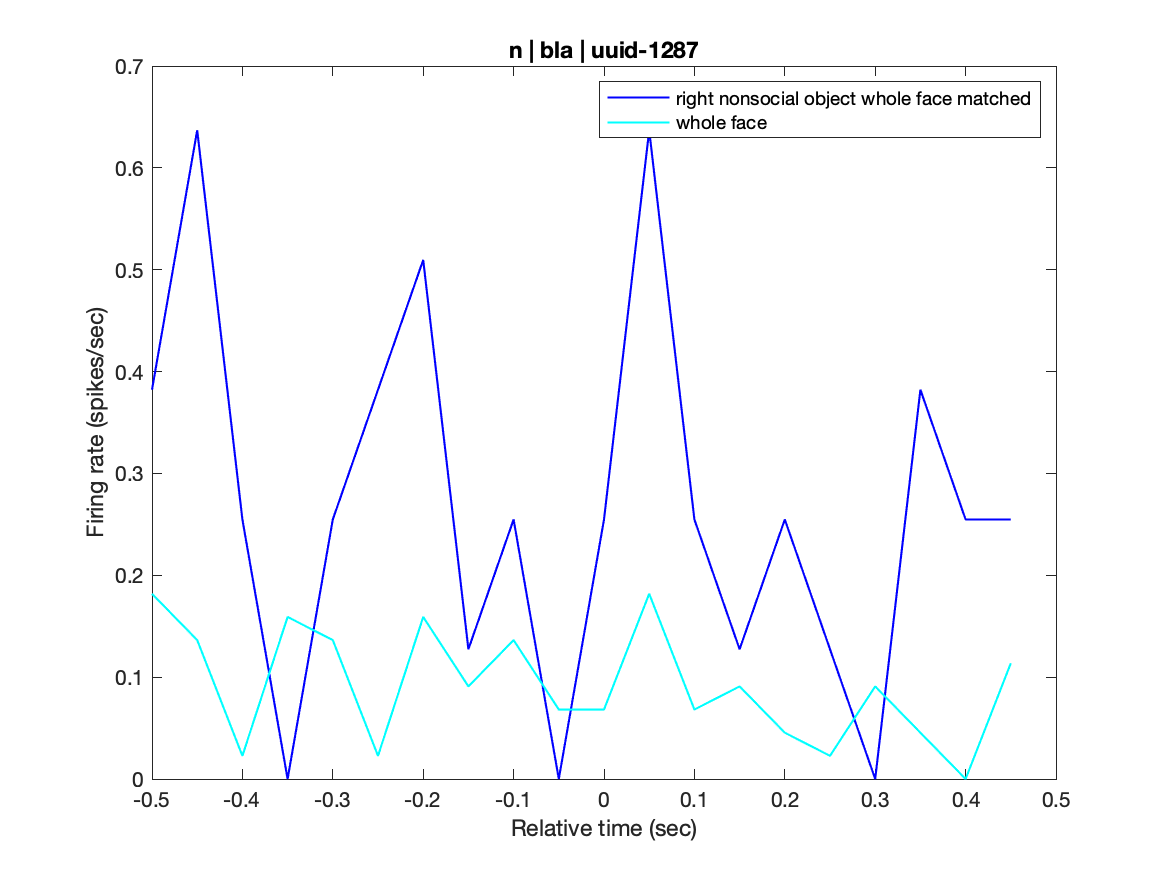 n | bla | uuid-1287
right nonsocial object whole face matched
whole face
0.7
0.6
0.5
0.4
0.3
0.2
0.1
0
Firing rate (spikes/sec)
-0.5 -0.4 -0.3 -0.2 -0.1 0 0.1 0.2 0.3 0.4 0.5
Relative time (sec)